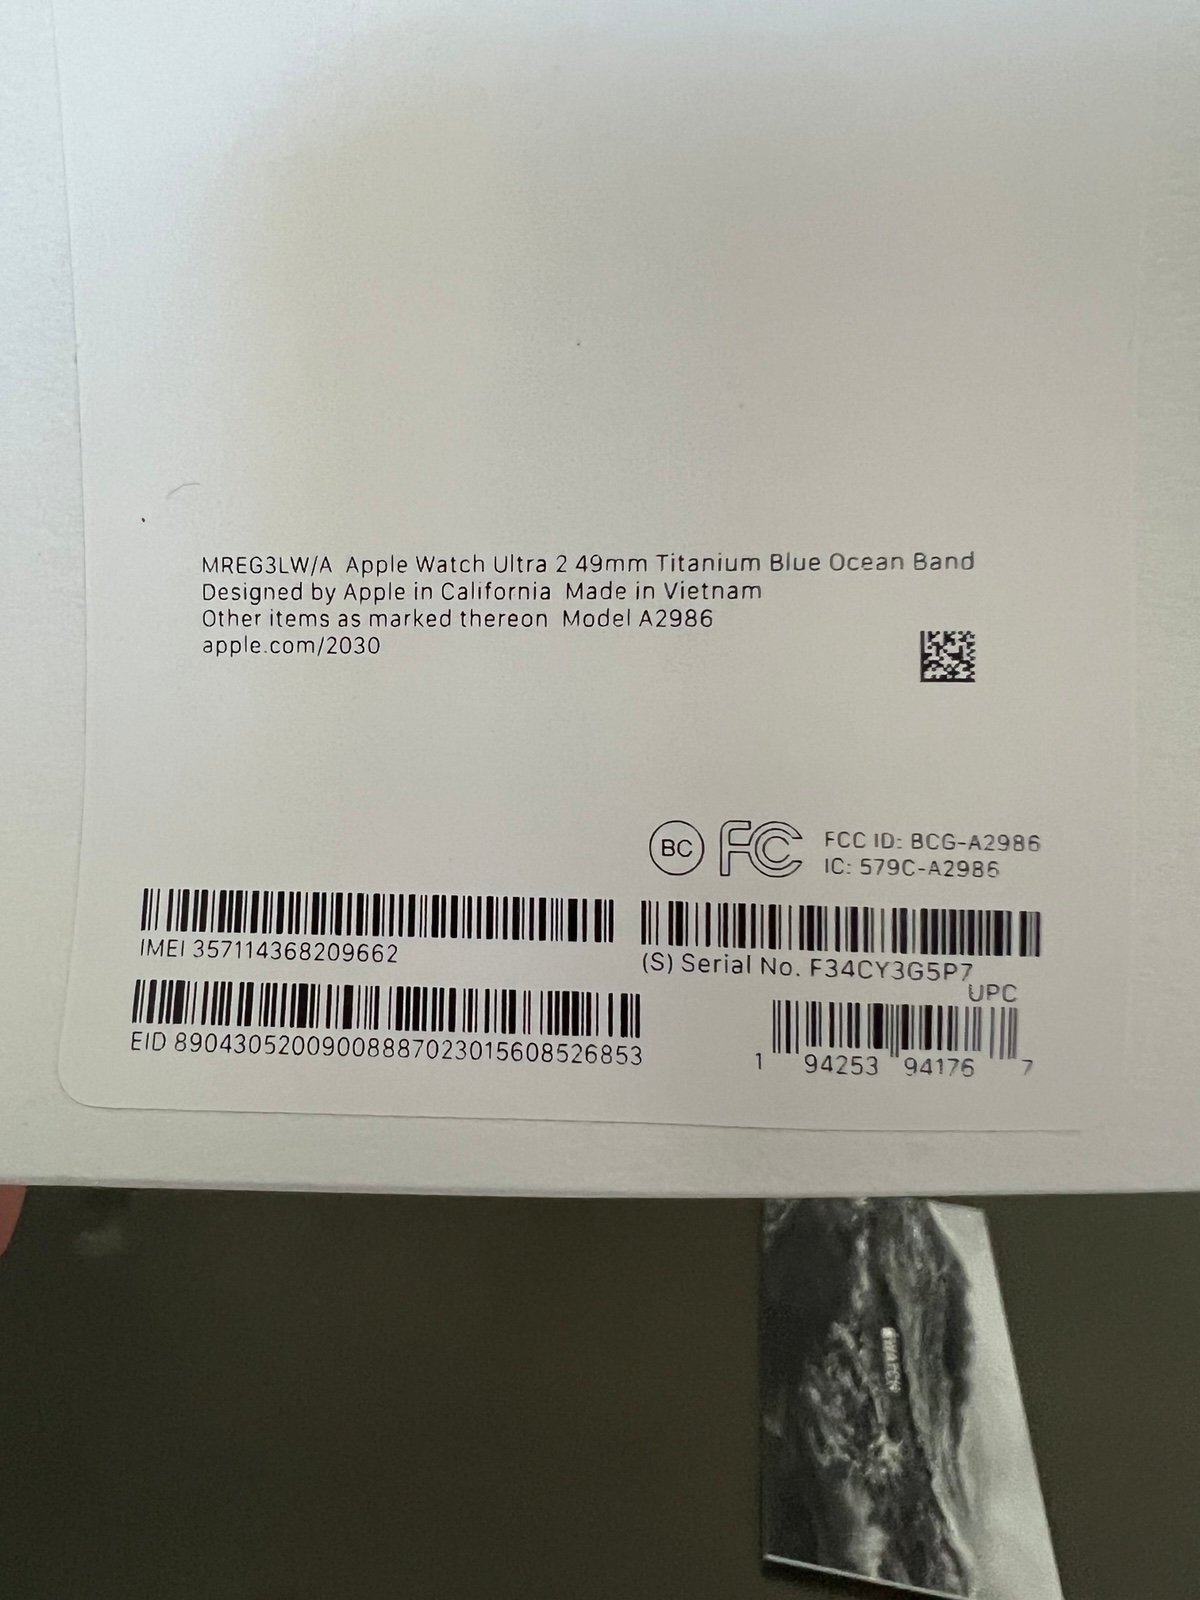 MREG3LW/A Apple Watch Ultra 2 49mm Titanium Blue Ocean Band
Designed by Apple in California Made in Vietnam
Other items as marked thereon Model A2986
apple.com/2030
BC FC FCC ID: BCG-A2986
IC: 579C-A2986
IMEI 357114368209662
(S) Serial No. F34CY3G5P7
UPC
EID 89043052009008887023015608526853
1 94253 94176 7
WATCH